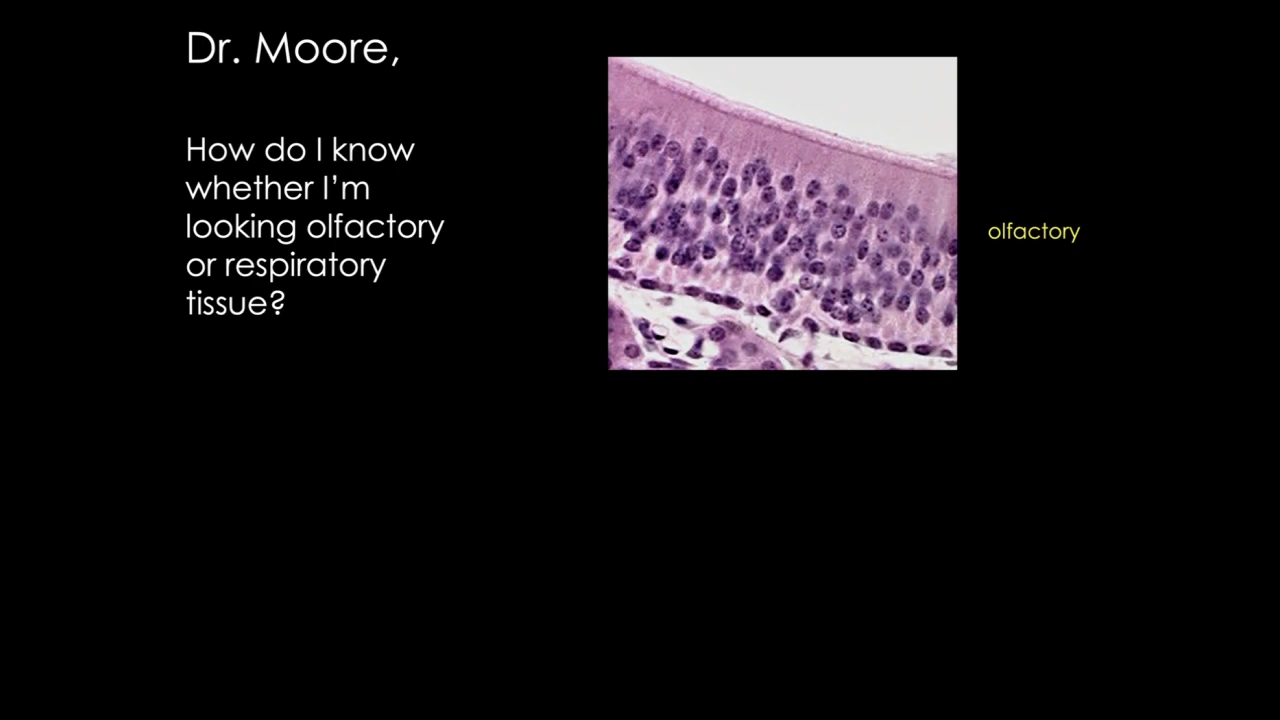 Dr. Moore,
How do I know
whether I'm
looking olfactory
or respiratory
tissue?
olfactory